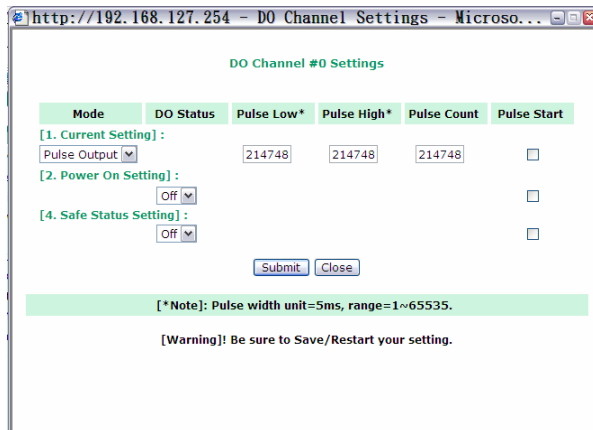 http://192.168.127.254 - DO Channel Settings - Microso...
DO Channel #0 Settings
Mode DO Status Pulse Low* Pulse High* Pulse Count Pulse Start
[1. Current Setting] :
Pulse Output 214748 214748 214748
[2. Power On Setting] :
Off
[4. Safe Status Setting] :
Off
Submit Close
[*Note]: Pulse width unit=5ms, range=1~65535.
[Warning]! Be sure to Save/Restart your setting.